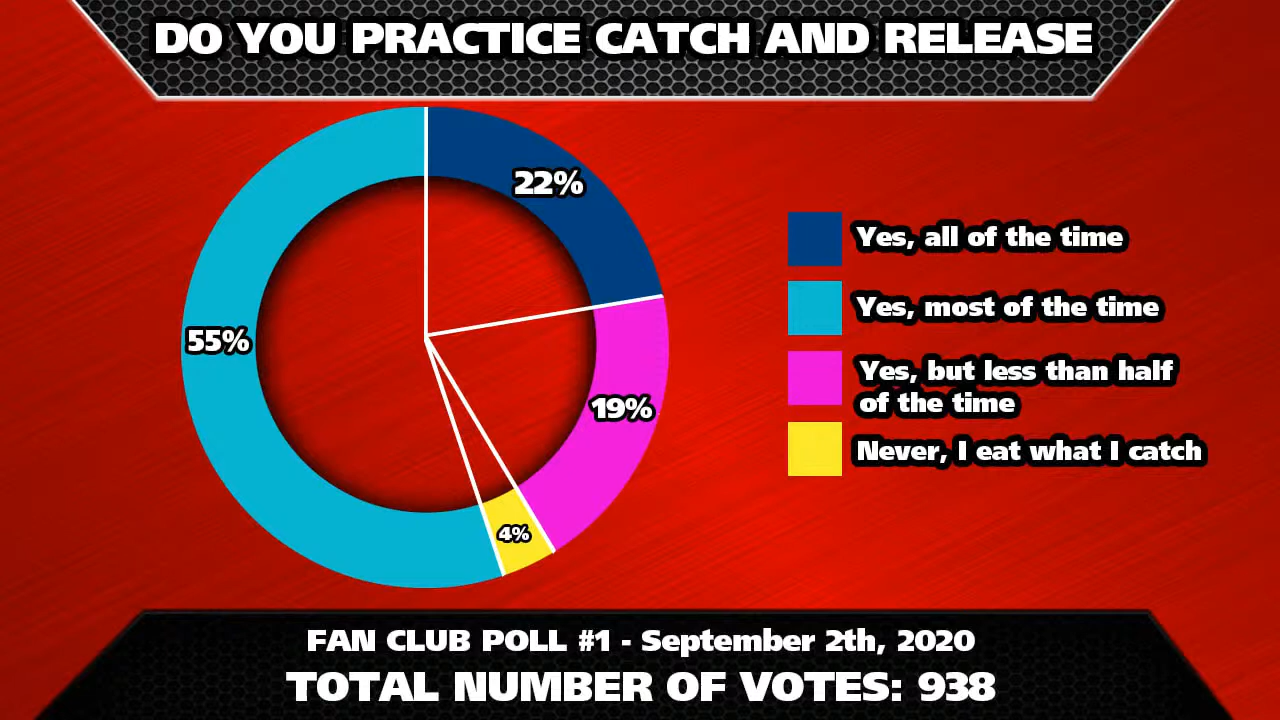 DO YOU PRACTICE CATCH AND RELEASE
22%
55%
19%
4%
Yes, all of the time
Yes, most of the time
Yes, but less than half
of the time
Never, I eat what I catch
FAN CLUB POLL #1 - September 2th, 2020
TOTAL NUMBER OF VOTES: 938